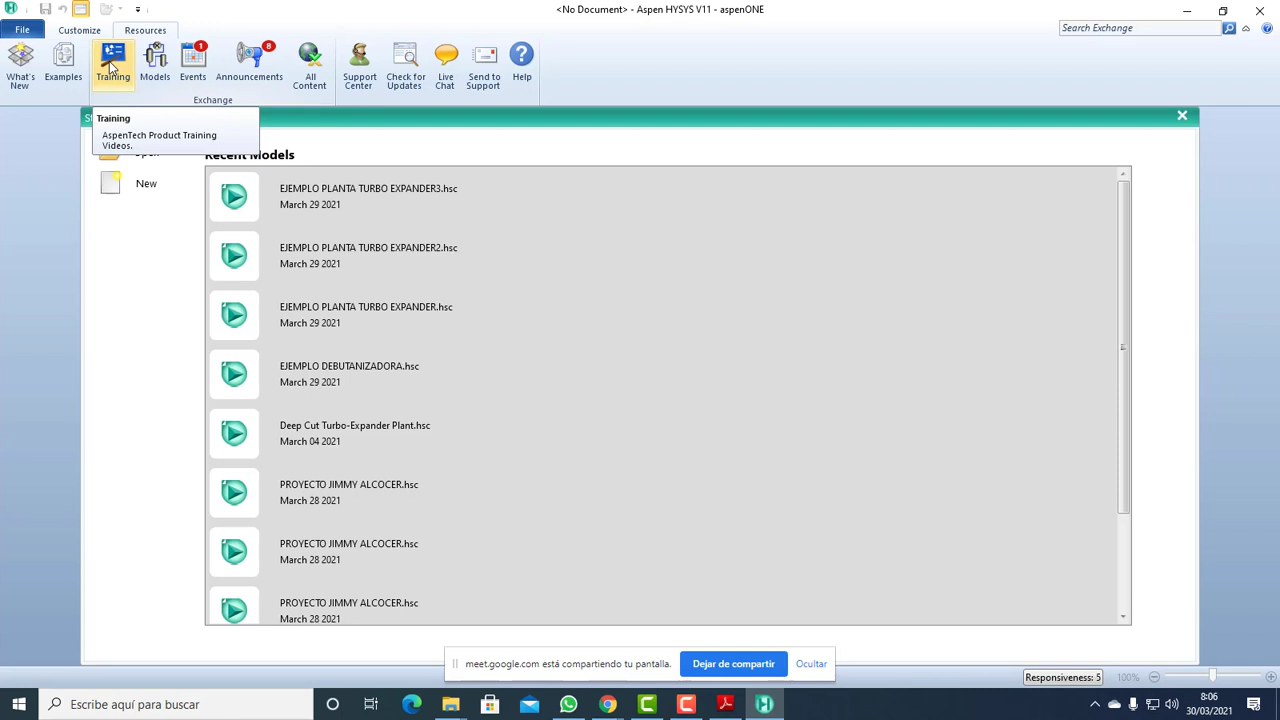 <No Document> - Aspen HYSYS V11 - aspenONE
File
Customize
Resources
Search Exchange
What's
New
Examples
Training
Models
1
Events
8
Announcements
All
Content
Support
Center
Check for
Updates
Live
Chat
Send to
Support
Help
Exchange
Training
AspenTech Product Training
Videos.
New
Recent Models
EJEMPLO PLANTA TURBO EXPANDER3.hsc
March 29 2021
EJEMPLO PLANTA TURBO EXPANDER2.hsc
March 29 2021
EJEMPLO PLANTA TURBO EXPANDER.hsc
March 29 2021
EJEMPLO DEBUTANIZADORA.hsc
March 29 2021
Deep Cut Turbo-Expander Plant.hsc
March 04 2021
PROYECTO JIMMY ALCOCER.hsc
March 28 2021
PROYECTO JIMMY ALCOCER.hsc
March 28 2021
PROYECTO JIMMY ALCOCER.hsc
March 28 2021
meet.google.com está compartiendo tu pantalla.
Dejar de compartir
Ocultar
Responsiveness: 5
100%
Escribe aquí para buscar
8:06
30/03/2021